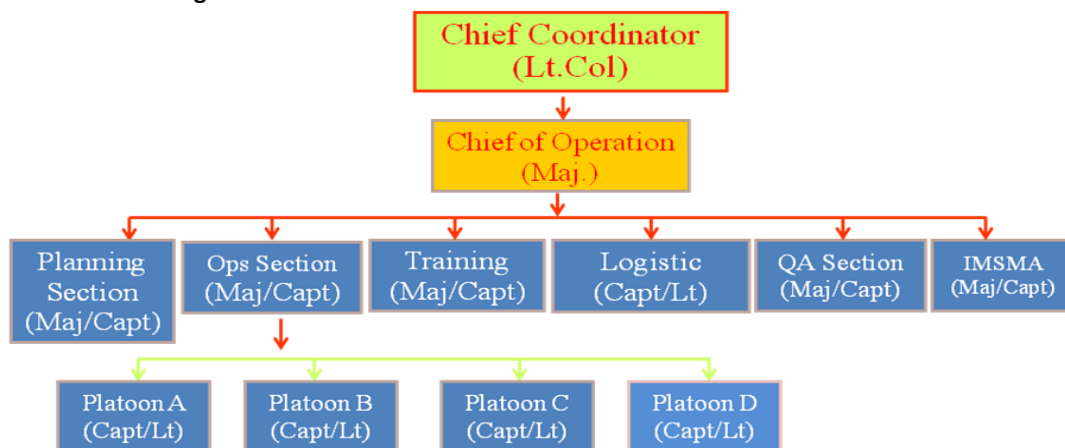 Chief Coordinator
(Lt.Col)
Chief of Operation
(Maj.)
Planning
Section
(Maj/Capt)
Ops Section
(Maj/Capt)
Training
(Maj/Capt)
Logistic
(Capt/Lt)
QA Section
(Maj/Capt)
IMSMA
(Maj/Capt)
Platoon A
(Capt/Lt)
Platoon B
(Capt/Lt)
Platoon C
(Capt/Lt)
Platoon D
(Capt/Lt)